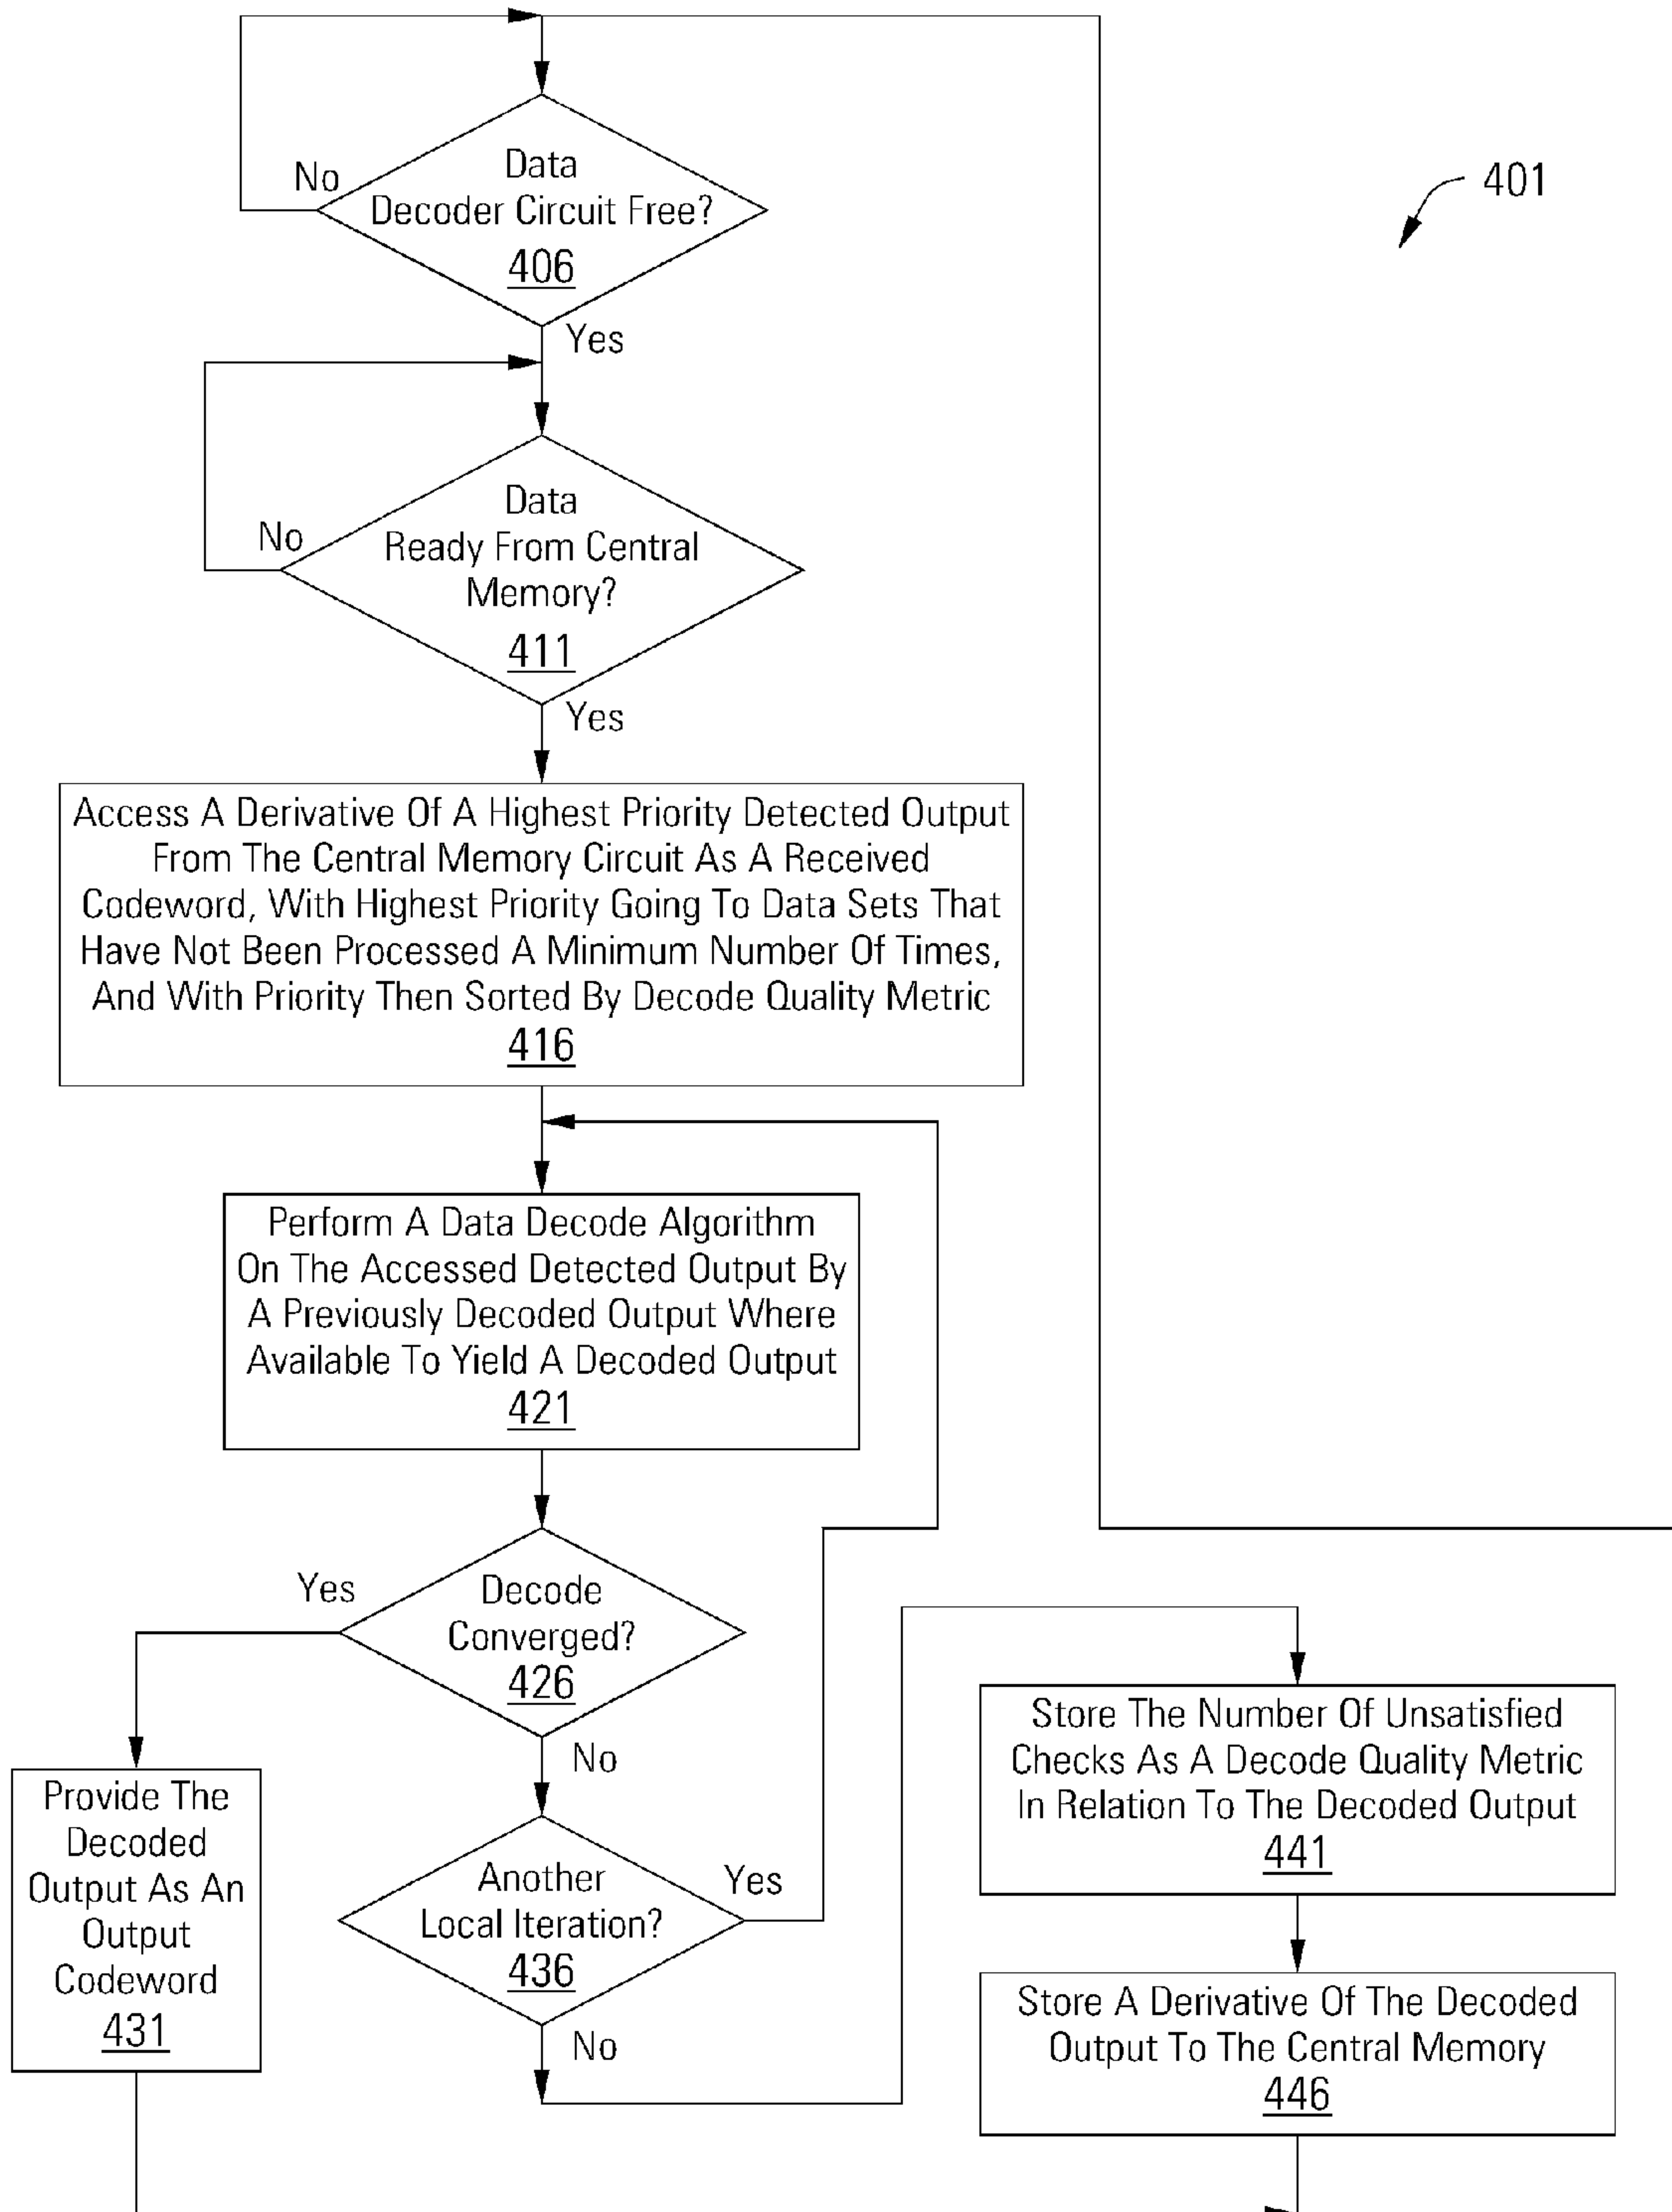 401
No
Data
Decoder Circuit Free?
406
Yes
No
Data
Ready From Central
Memory?
411
Yes
Access A Derivative Of A Highest Priority Detected Output
From The Central Memory Circuit As A Received
Codeword, With Highest Priority Going To Data Sets That
Have Not Been Processed A Minimum Number Of Times,
And With Priority Then Sorted By Decode Quality Metric
416
Perform A Data Decode Algorithm
On The Accessed Detected Output By
A Previously Decoded Output Where
Available To Yield A Decoded Output
421
Yes
Decode
Converged?
426
No
Provide The
Decoded
Output As An
Output
Codeword
431
Another
Local Iteration?
436
Yes
No
Store The Number Of Unsatisfied
Checks As A Decode Quality Metric
In Relation To The Decoded Output
441
Store A Derivative Of The Decoded
Output To The Central Memory
446